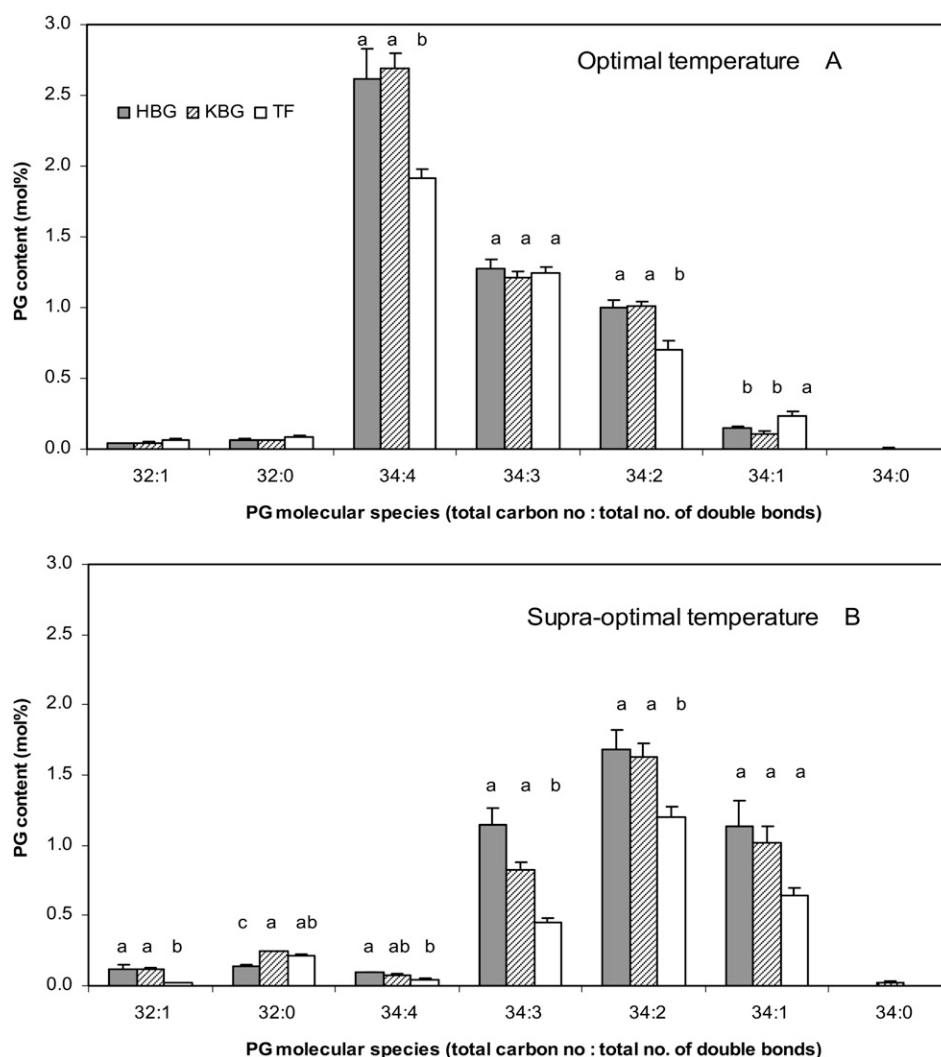 3.0
a a b
Optimal temperature A
2.5
HBG KBG TF
2.0
PG content (mol%)
1.5
a a a
a a b
1.0
0.5
b b a
0.0
32:1 32:0 34:4 34:3 34:2 34:1 34:0
PG molecular species (total carbon no : total no. of double bonds)
3.0
Supra-optimal temperature B
2.5
2.0
a a b
PG content (mol%)
1.5
a a b
a a a
1.0
0.5
a a b
c a ab
a ab b
0.0
32:1 32:0 34:4 34:3 34:2 34:1 34:0
PG molecular species (total carbon no : total no. of double bonds)